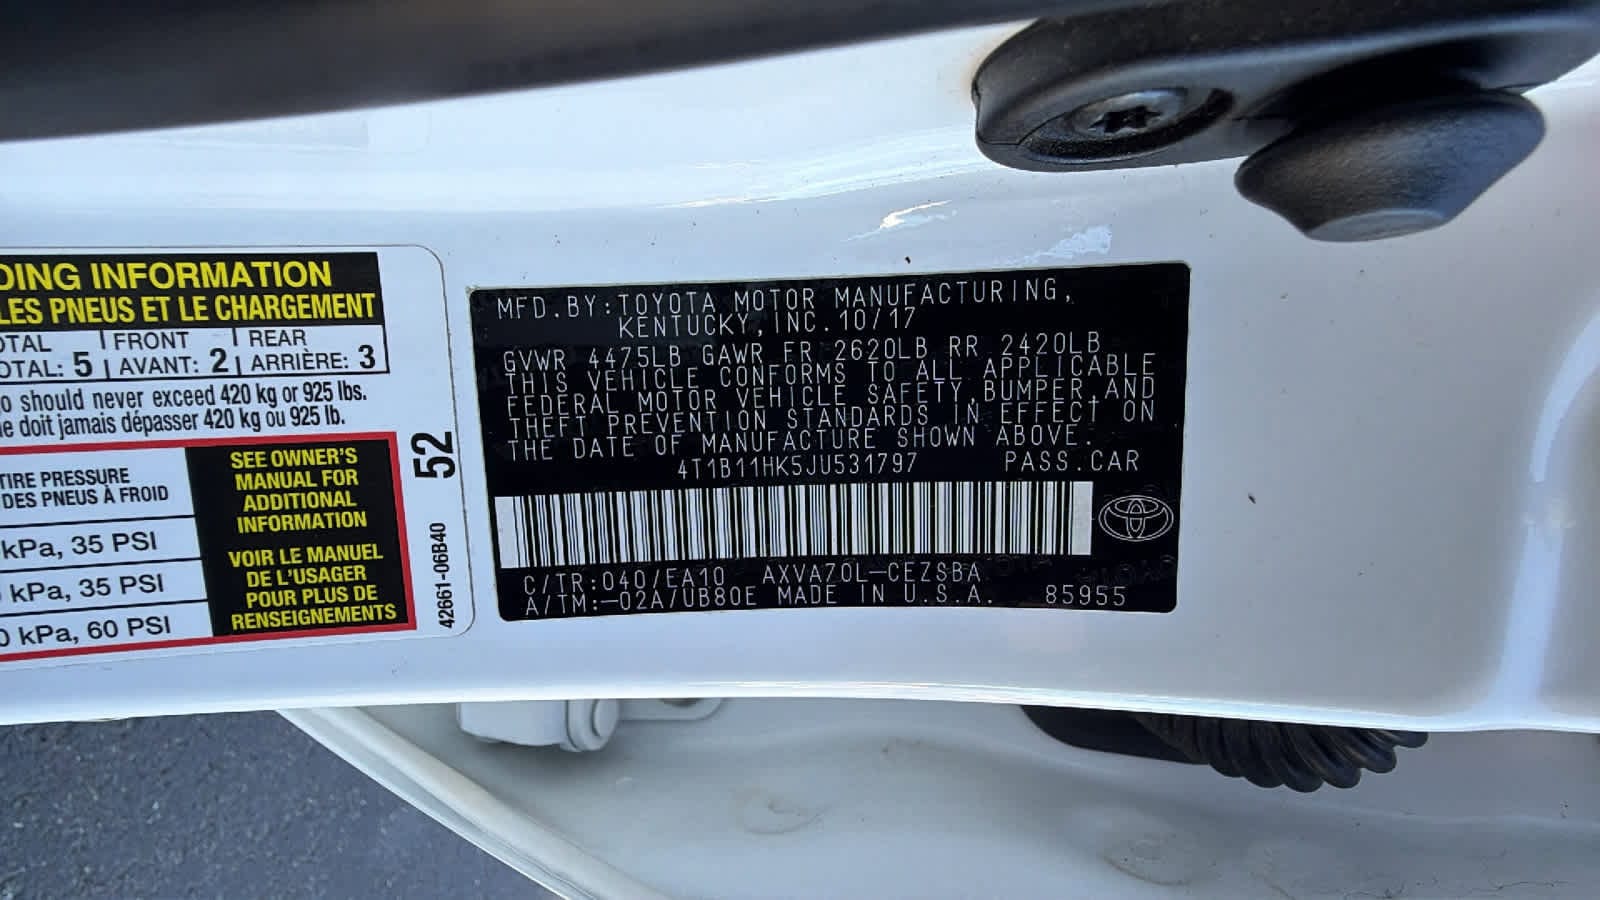 DING INFORMATION
LES PNEUS ET LE CHARGEMENT
OTAL FRONT REAR
OTAL: 5 AVANT: 2 ARRIÈRE: 3
o should never exceed 420 kg or 925 lbs.
e doit jamais dépasser 420 kg ou 925 lb.
TIRE PRESSURE
DES PNEUS À FROID
kPa, 35 PSI
kPa, 35 PSI
0 kPa, 60 PSI
SEE OWNER'S
MANUAL FOR
ADDITIONAL
INFORMATION
VOIR LE MANUEL
DE L'USAGER
POUR PLUS DE
RENSEIGNEMENTS
52
42661-06B40
MFD.BY:TOYOTA MOTOR MANUFACTURING,
KENTUCKY,INC.10/17
GVWR 4475LB GAWR FR 2620LB RR 2420LB
THIS VEHICLE CONFORMS TO ALL APPLICABLE
FEDERAL MOTOR VEHICLE SAFETY,BUMPER,AND
THEFT PREVENTION STANDARDS IN EFFECT ON
THE DATE OF MANUFACTURE SHOWN ABOVE.
4T1B11HK5JU531797 PASS.CAR
C/TR:040/EA10 AXVA70L-CEZSBA
A/TM:-02A/UB80E MADE IN U.S.A. 85955